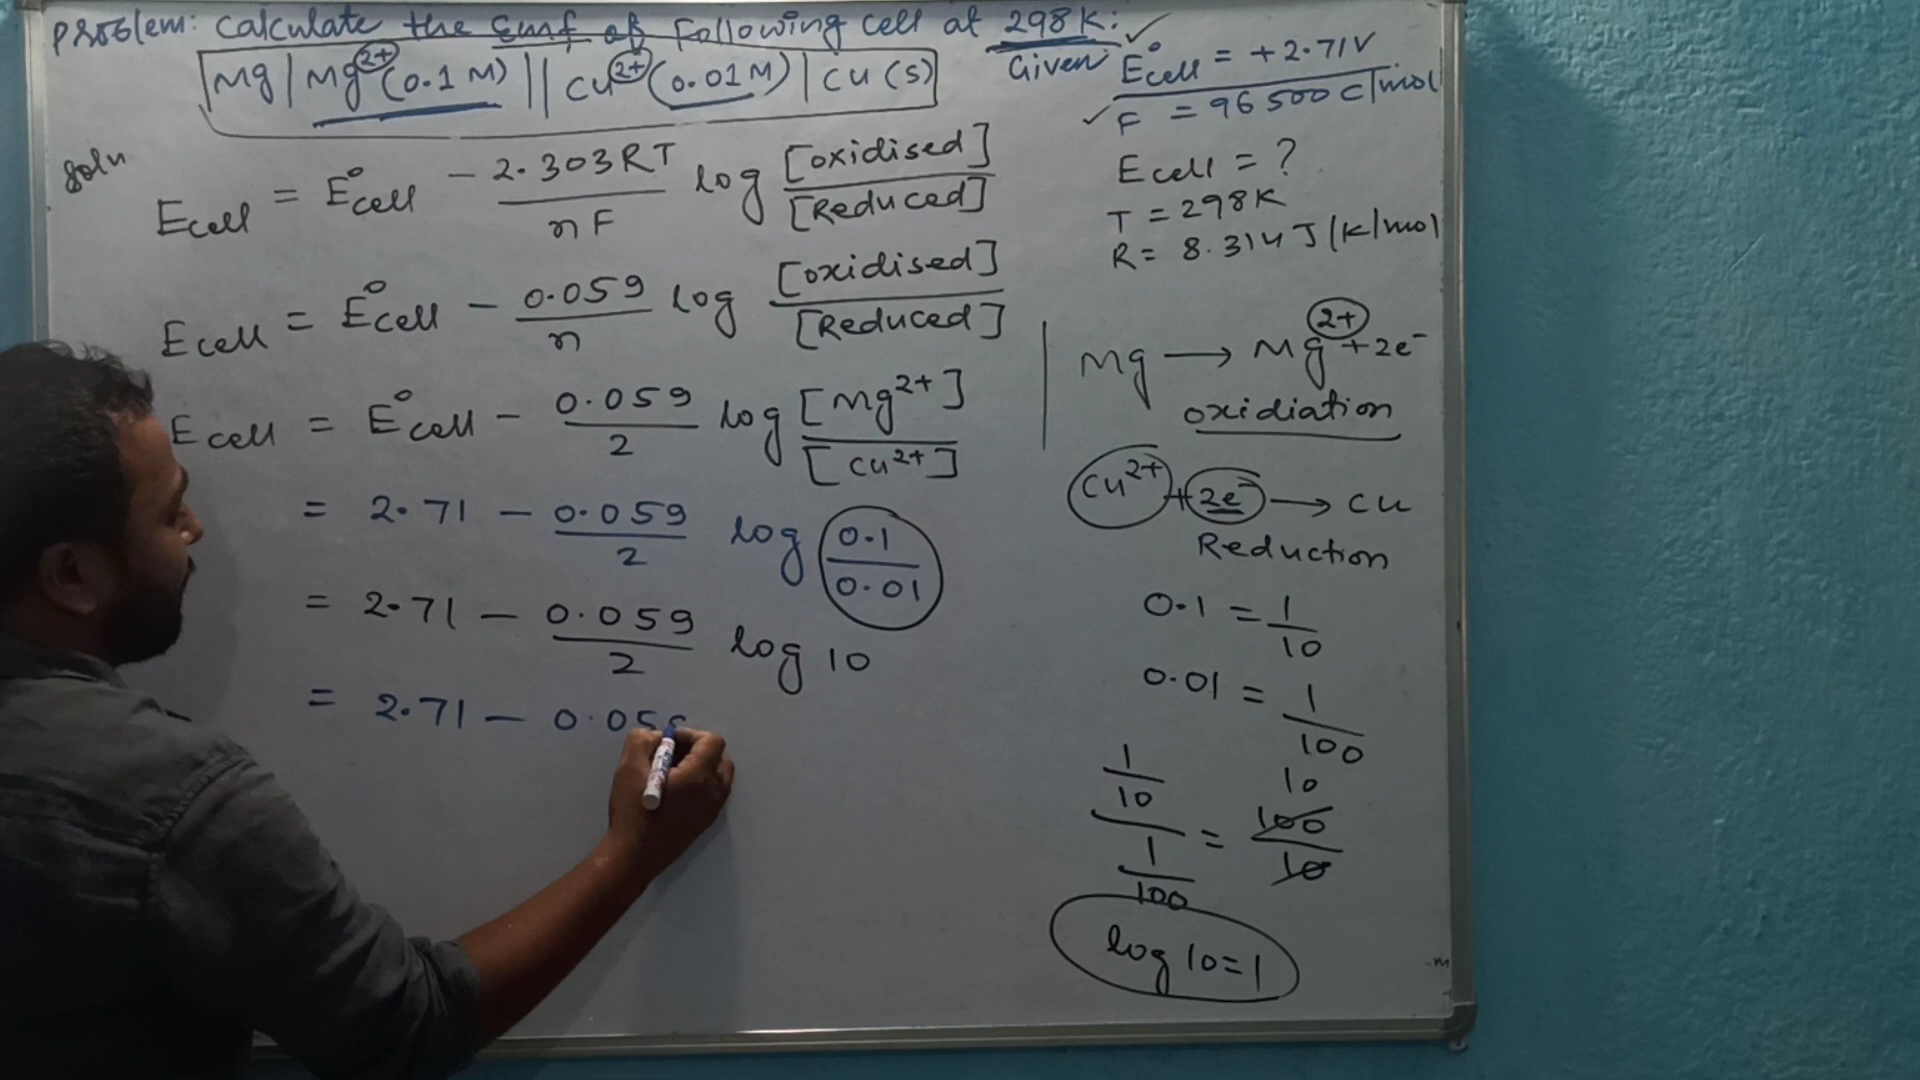 Problem: Calculate the Emf of Following cell at 298K:
Mg | Mg²⁺ (0.1 M) || Cu²⁺ (0.01 M) | Cu (s)
Given E°cell = +2.71V
F = 96500 C/mol
Ecell = ?
T = 298K
R = 8.314 J/K/mol
Soln
Ecell = E°cell − 2.303RT/nF log [oxidised]/[Reduced]
Ecell = E°cell − 0.059/n log [oxidised]/[Reduced]
Ecell = E°cell − 0.059/2 log [Mg²⁺]/[Cu²⁺]
= 2.71 − 0.059/2 log 0.1/0.01
= 2.71 − 0.059/2 log 10
= 2.71 − 0.059
Mg → Mg²⁺ + 2e⁻
oxidiation
Cu²⁺ + 2e⁻ → Cu
Reduction
0.1 = 1/10
0.01 = 1/100
1/10 / 1/100 = 100/10 10
log 10 = 1